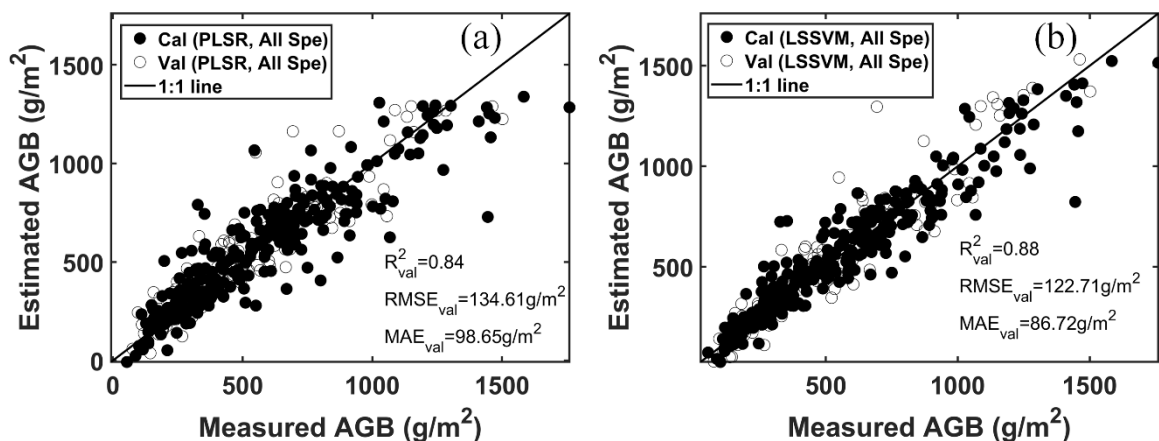 (a)
Cal (PLSR, All Spe)
Val (PLSR, All Spe)
1:1 line
Estimated AGB (g/m²)
1500
1000
500
0
R²val=0.84
RMSEval=134.61g/m²
MAEval=98.65g/m²
0 500 1000 1500
Measured AGB (g/m²)
(b)
Cal (LSSVM, All Spe)
Val (LSSVM, All Spe)
1:1 line
Estimated AGB (g/m²)
1500
1000
500
R²val=0.88
RMSEval=122.71g/m²
MAEval=86.72g/m²
500 1000 1500
Measured AGB (g/m²)